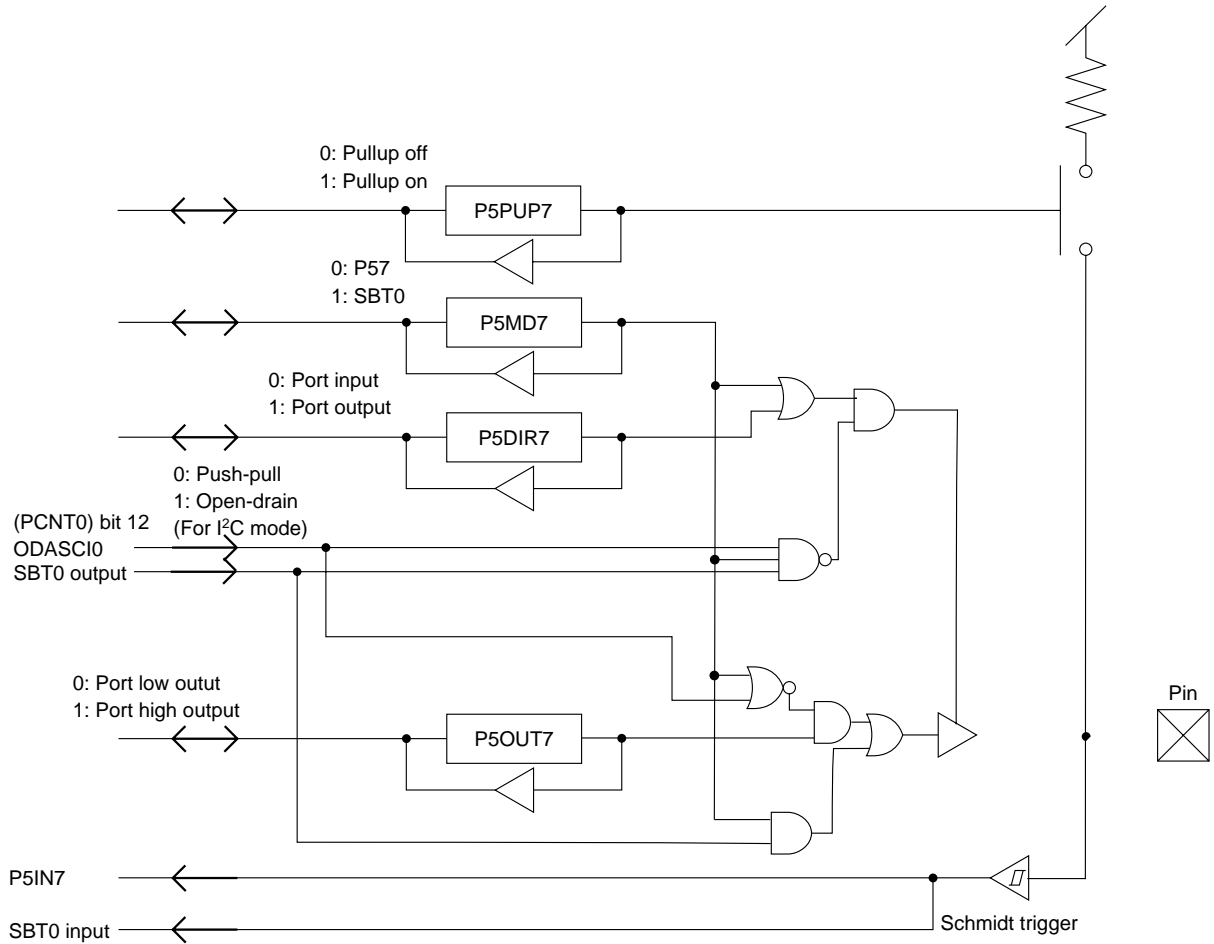 0: Pullup off
1: Pullup on
P5PUP7
0: P57
1: SBT0
P5MD7
0: Port input
1: Port output
P5DIR7
0: Push-pull
1: Open-drain
(For I²C mode)
(PCNT0) bit 12
ODASCI0
SBT0 output
0: Port low outut
1: Port high output
P5OUT7
Pin
P5IN7
Schmidt trigger
SBT0 input